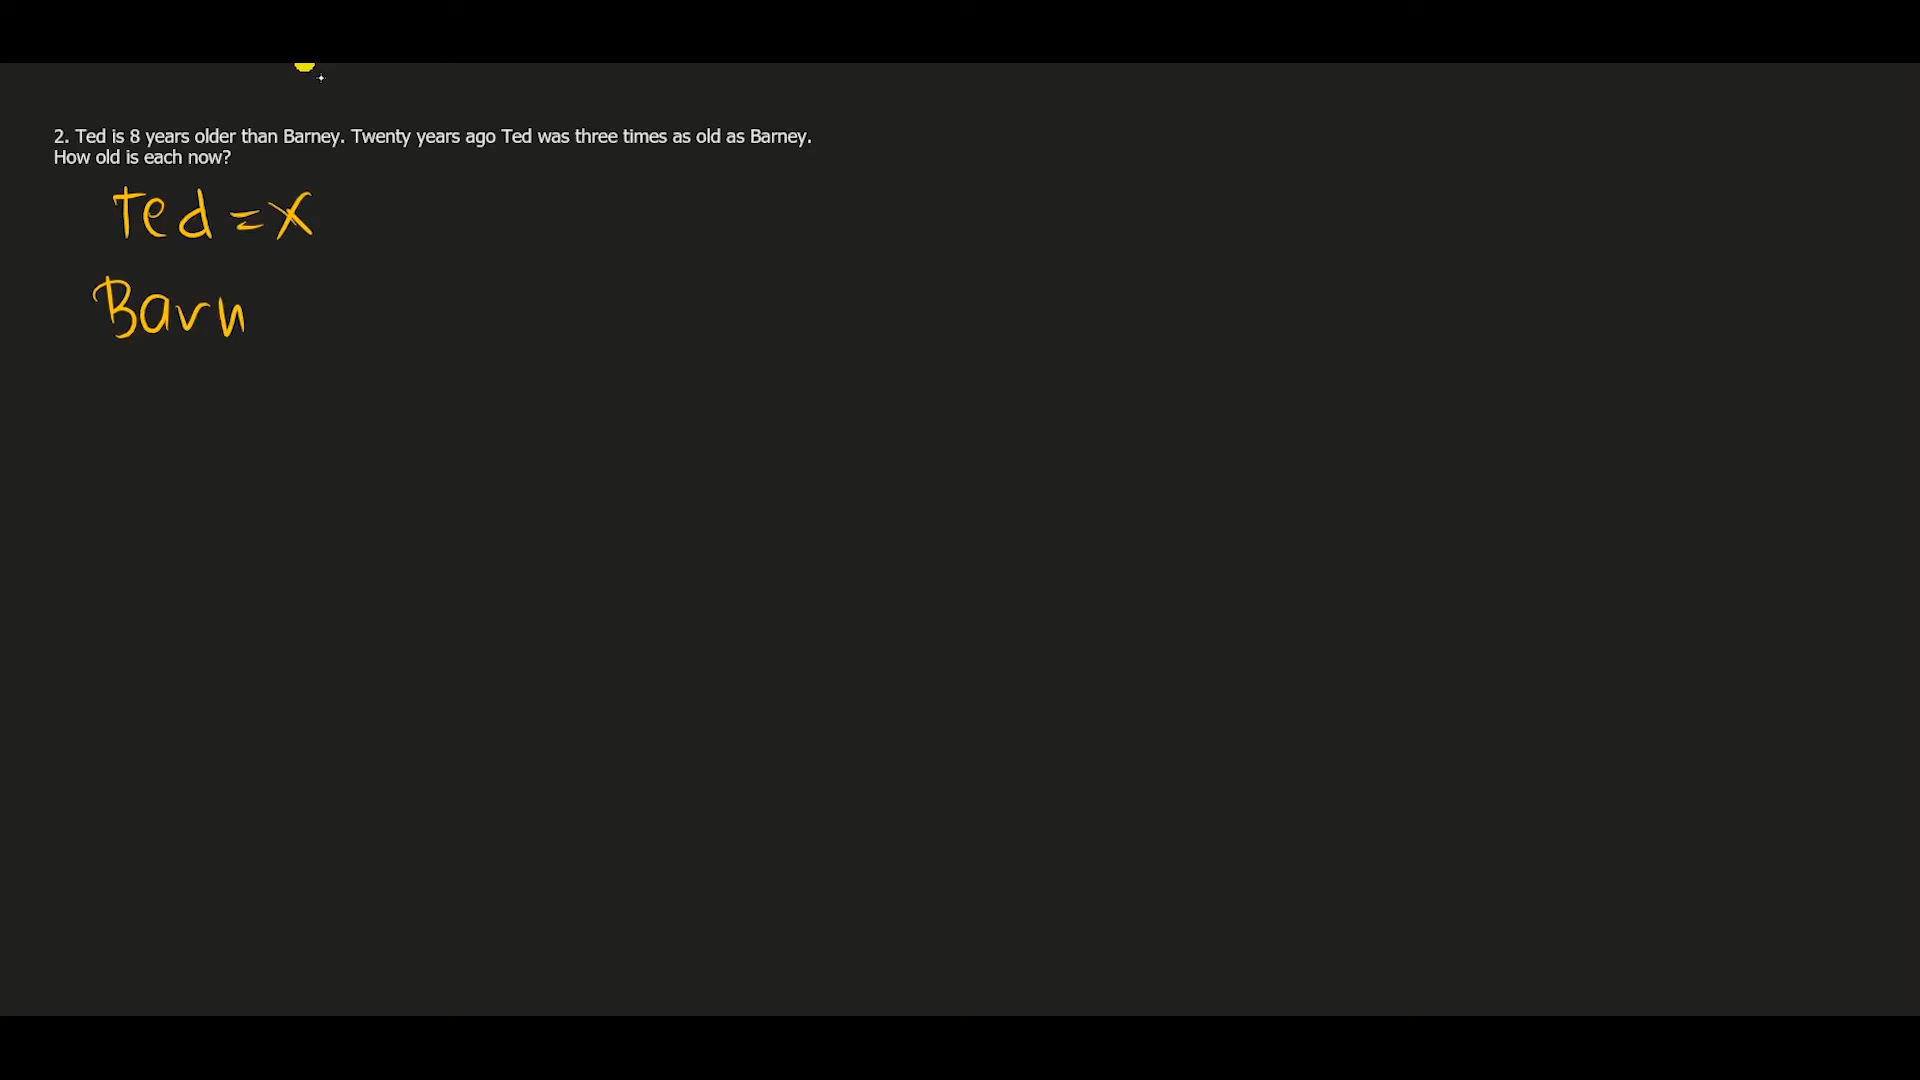 2. Ted is 8 years older than Barney. Twenty years ago Ted was three times as old as Barney.
How old is each now?
Ted = X
Barn